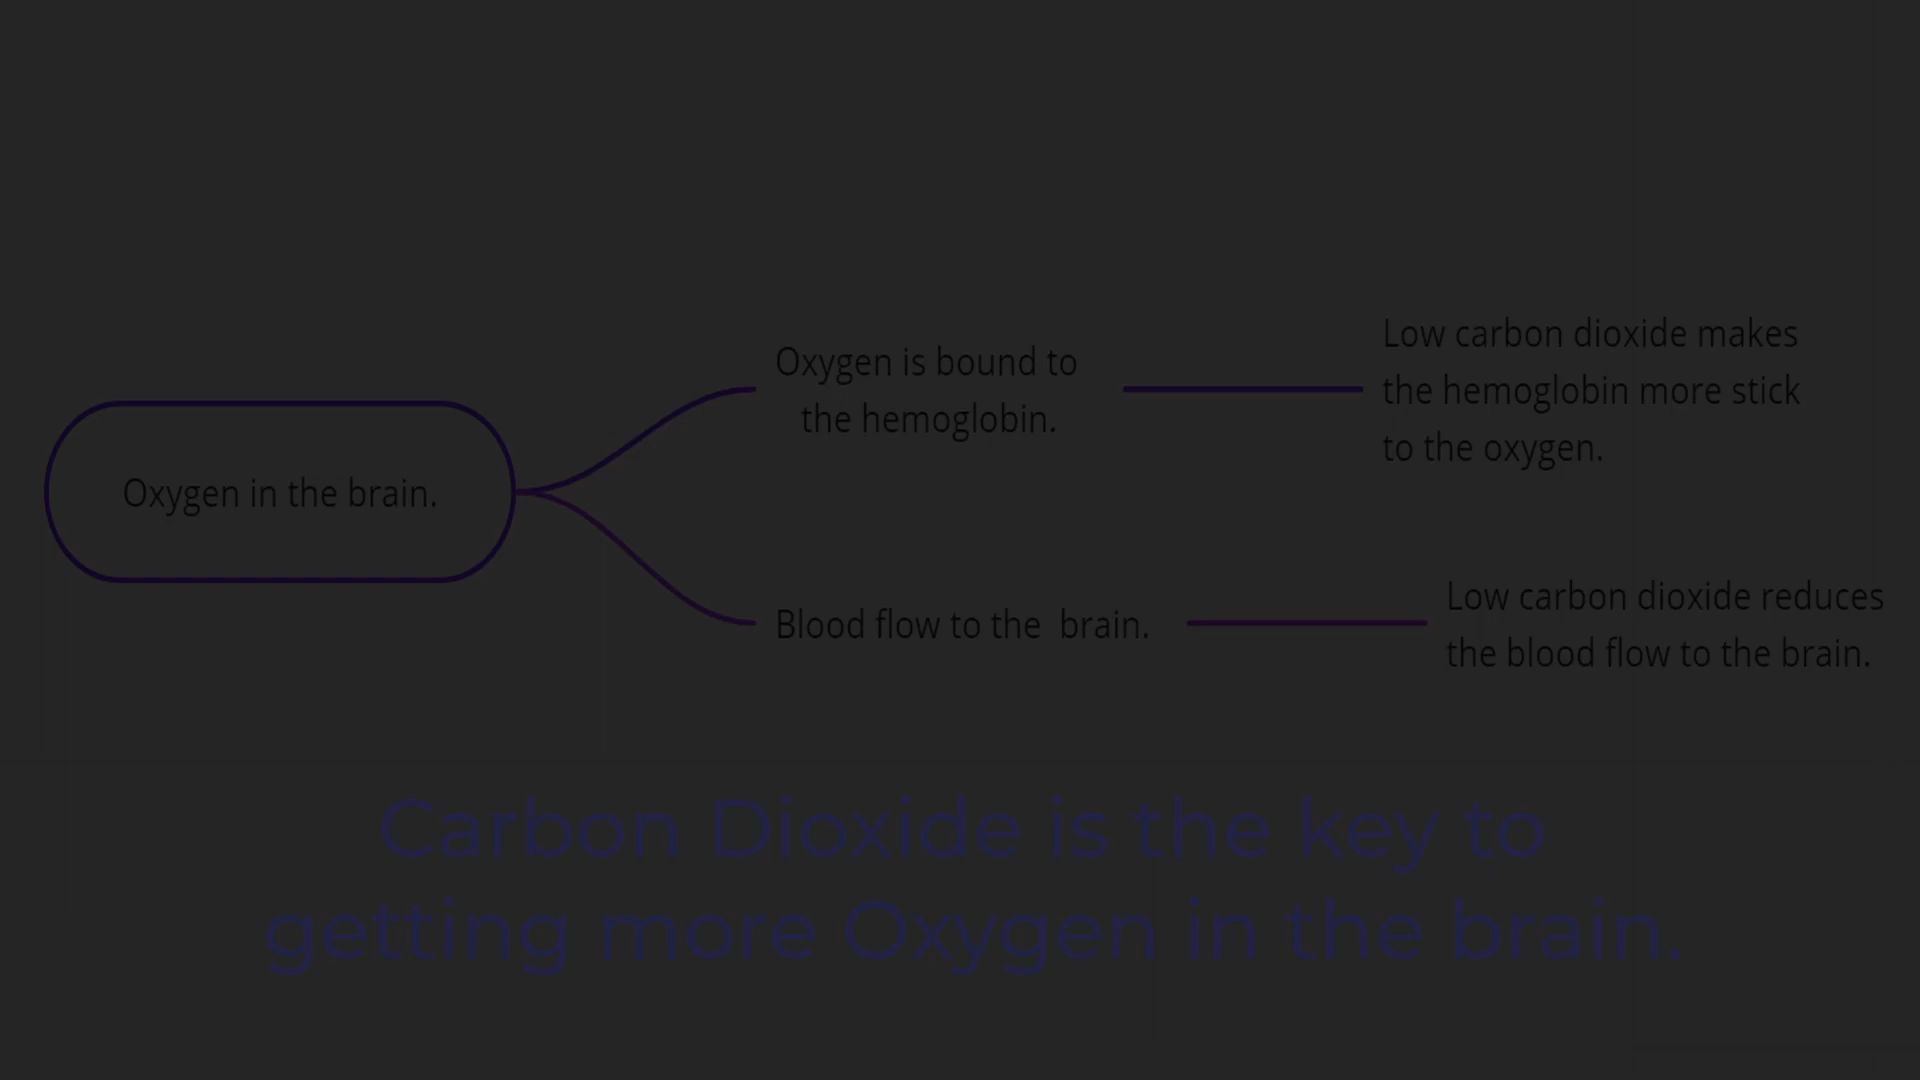 Oxygen in the brain.
Oxygen is bound to
the hemoglobin.
Low carbon dioxide makes
the hemoglobin more stick
to the oxygen.
Blood flow to the  brain.
Low carbon dioxide reduces
the blood flow to the brain.
Carbon Dioxide is the key to
getting more Oxygen in the brain.